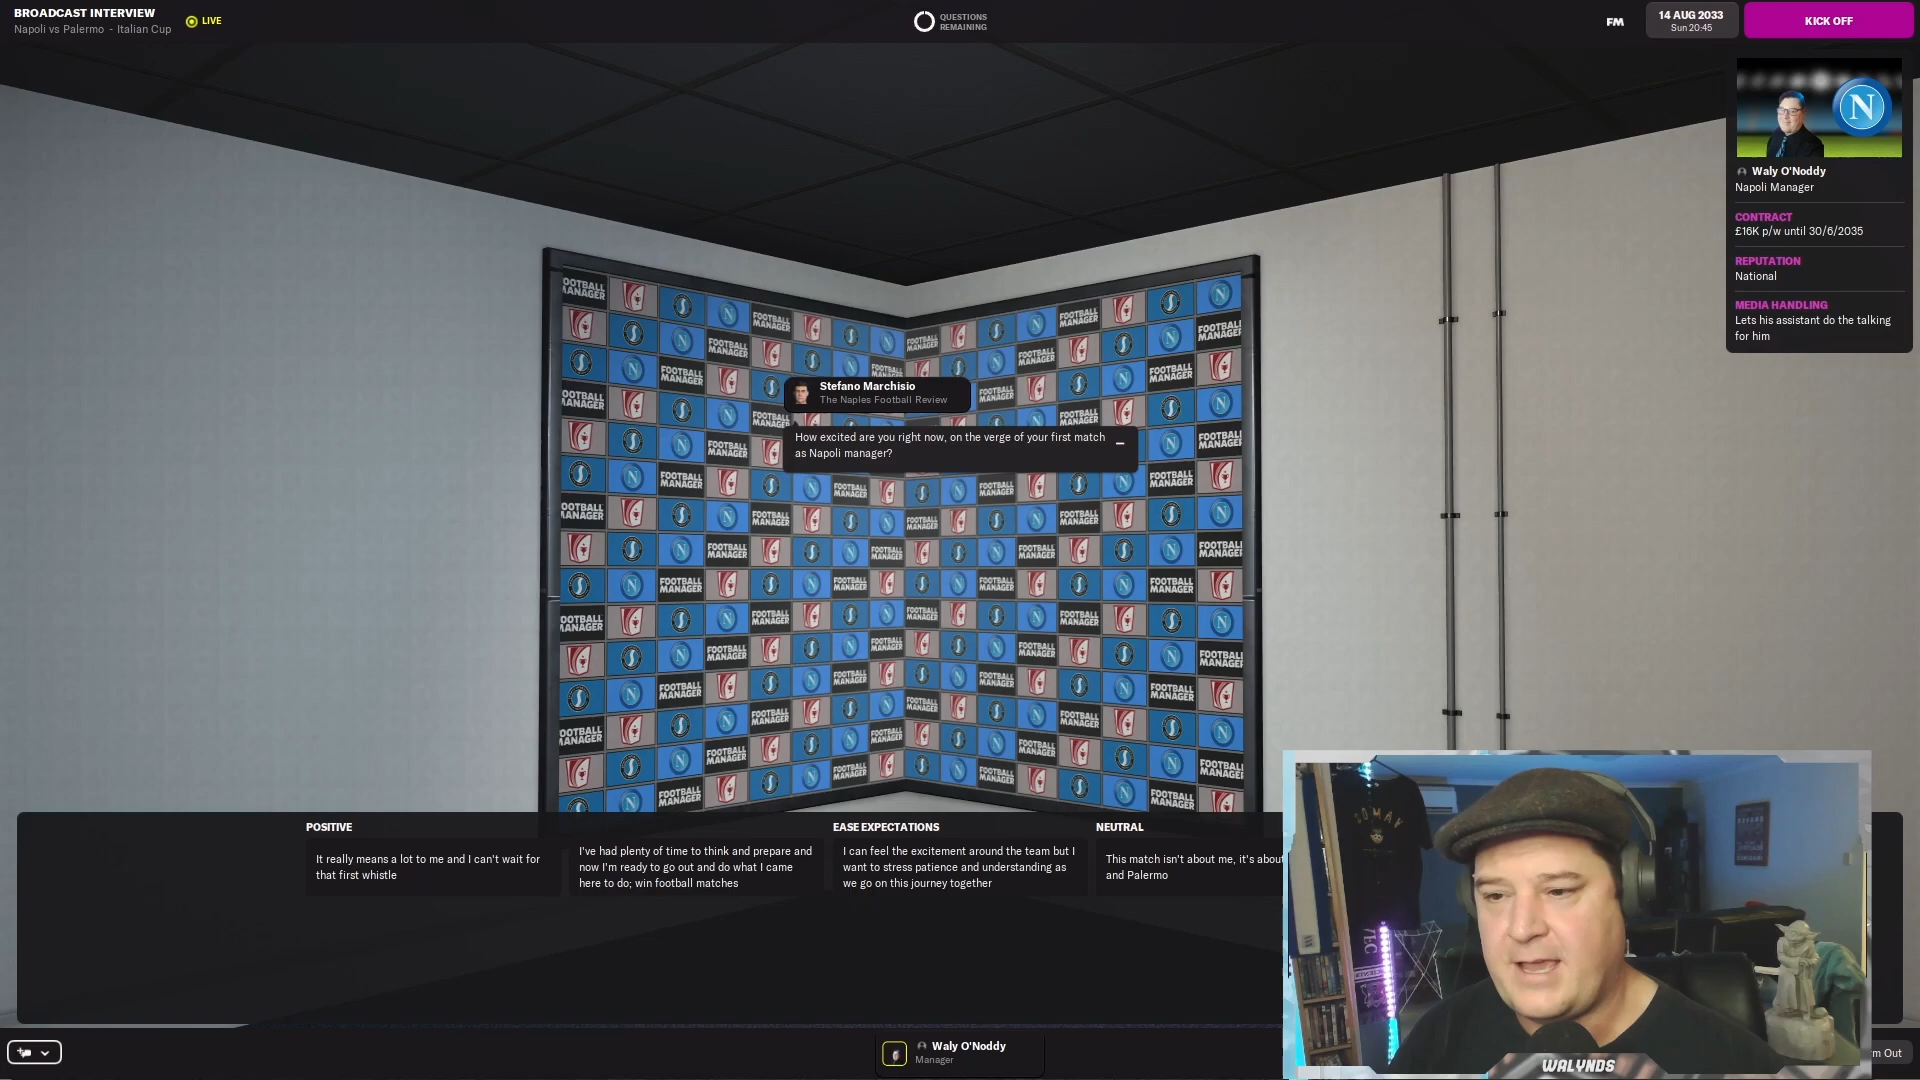 BROADCAST INTERVIEW
Napoli vs Palermo - Italian Cup
LIVE
QUESTIONS
REMAINING
FM
14 AUG 2033
Sun 20:45
KICK OFF
Waly O'Noddy
Napoli Manager
CONTRACT
£16K p/w until 30/6/2035
REPUTATION
National
MEDIA HANDLING
Lets his assistant do the talking
for him
FOOTBALL
MANAGER
Stefano Marchisio
The Naples Football Review
How excited are you right now, on the verge of your first match
as Napoli manager?
POSITIVE
It really means a lot to me and I can't wait for
that first whistle
I've had plenty of time to think and prepare and
now I'm ready to go out and do what I came
here to do; win football matches
EASE EXPECTATIONS
I can feel the excitement around the team but I
want to stress patience and understanding as
we go on this journey together
NEUTRAL
This match isn't about me, it's about
and Palermo
Waly O'Noddy
Manager
m Out
WALYNDS